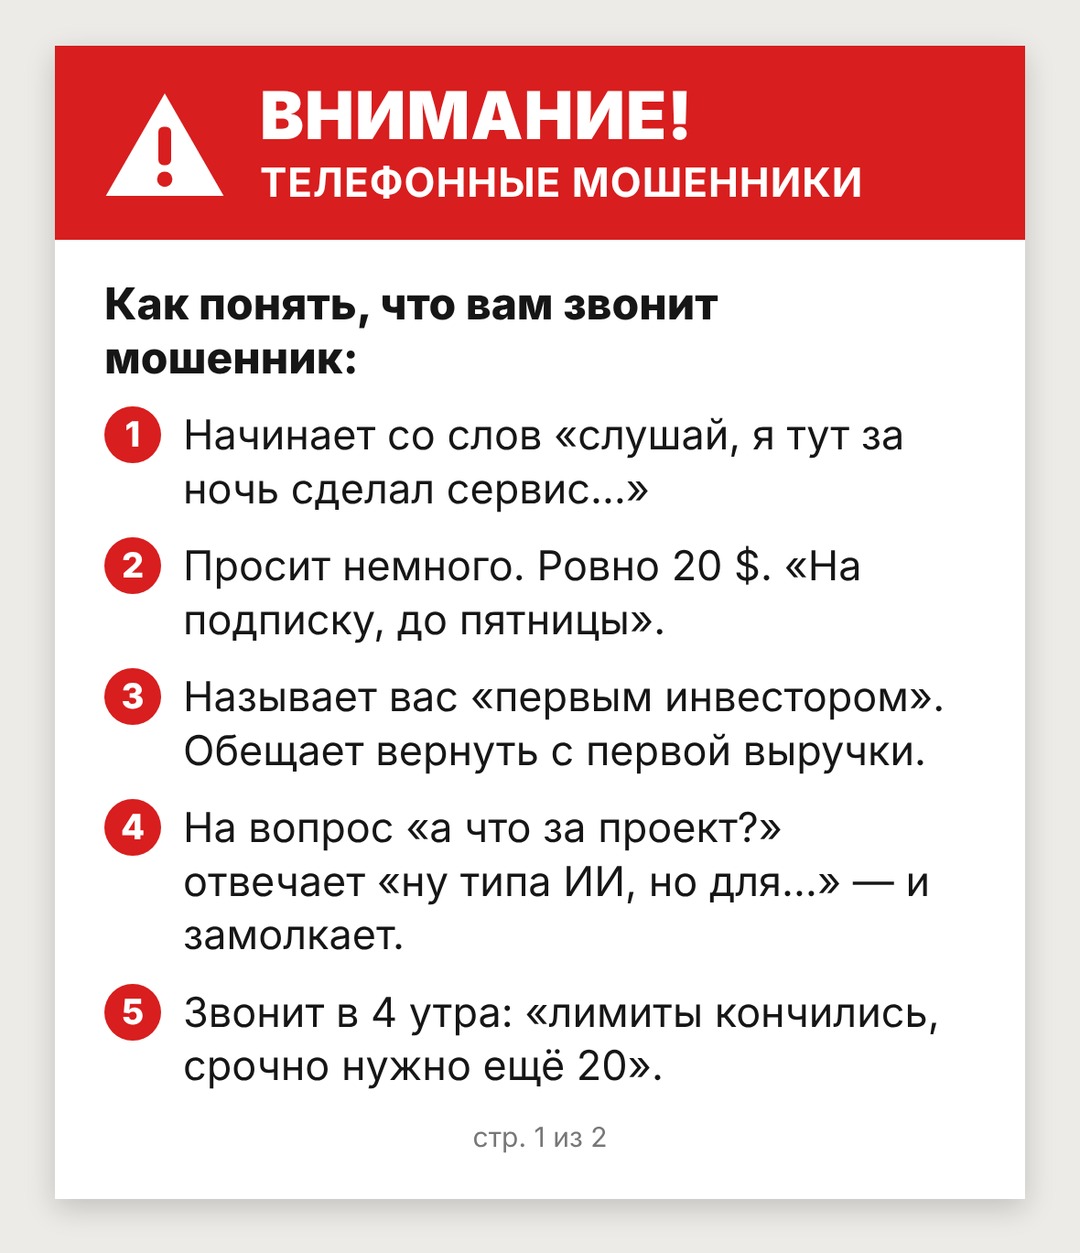 ВНИМАНИЕ!
ТЕЛЕФОННЫЕ МОШЕННИКИ
Как понять, что вам звонит
мошенник:
1 Начинает со слов «слушай, я тут за
ночь сделал сервис…»
2 Просит немного. Ровно 20 $. «На
подписку, до пятницы».
3 Называет вас «первым инвестором».
Обещает вернуть с первой выручки.
4 На вопрос «а что за проект?»
отвечает «ну типа ИИ, но для…» — и
замолкает.
5 Звонит в 4 утра: «лимиты кончились,
срочно нужно ещё 20».
стр. 1 из 2